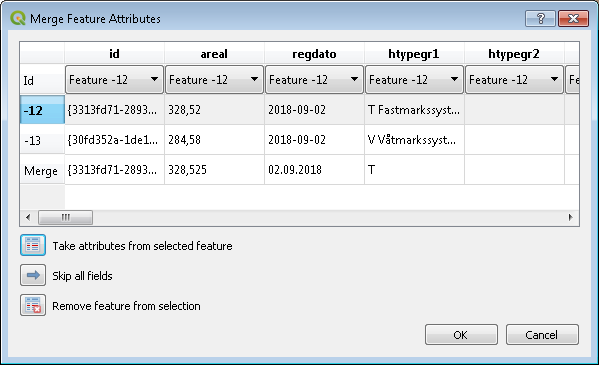 Merge Feature Attributes
id areal regdato htypegr1 htypegr2
Id Feature -12 Feature -12 Feature -12 Feature -12 Feature -12
-12 {3313fd71-2893... 328,52 2018-09-02 T Fastmarkssyst...
-13 {30fd352a-1de1... 284,58 2018-09-02 V Våtmarkssyst...
Merge {3313fd71-2893... 328,525 02.09.2018 T
Take attributes from selected feature
Skip all fields
Remove feature from selection
OK Cancel